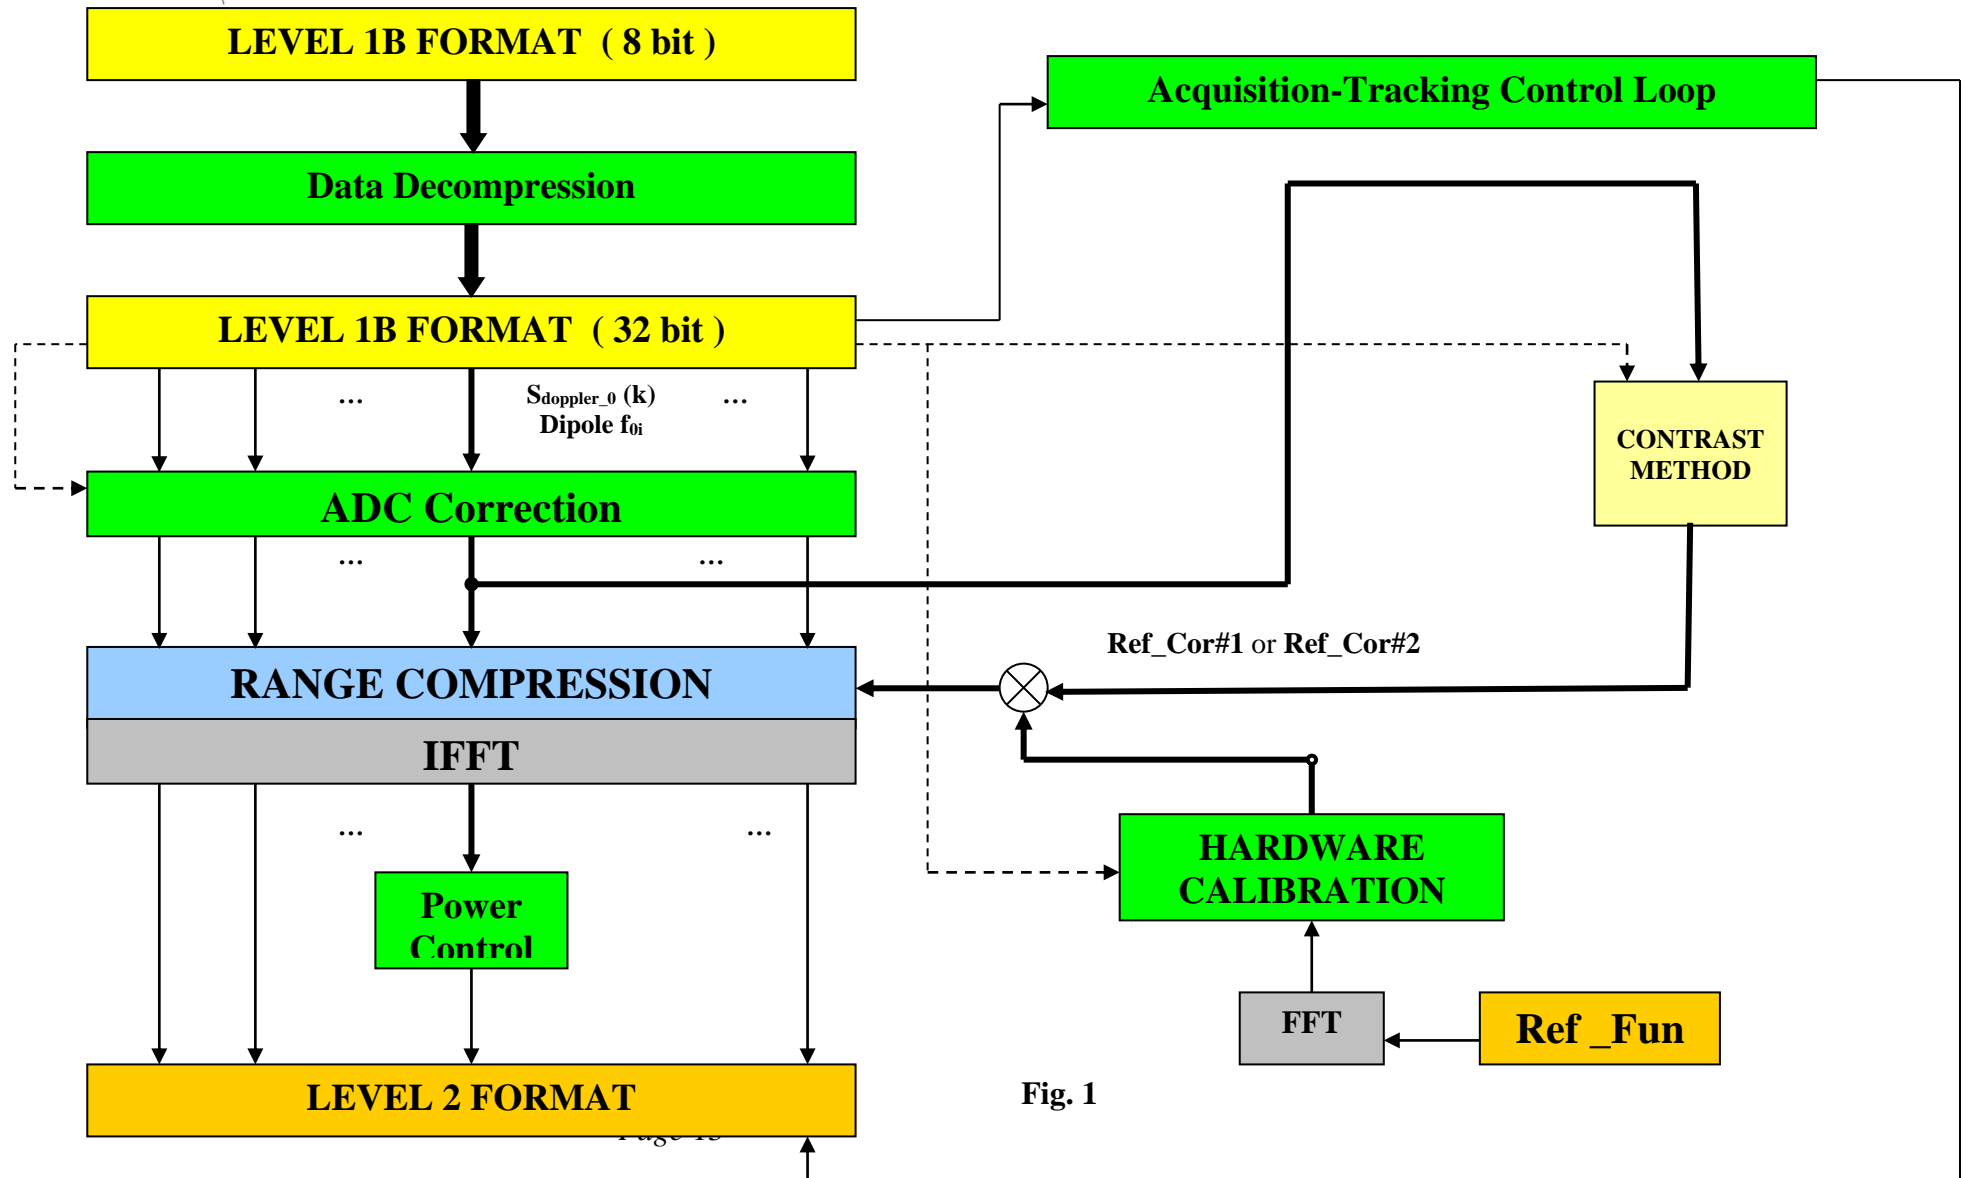 LEVEL 1B FORMAT ( 8 bit )
Acquisition-Tracking Control Loop
Data Decompression
LEVEL 1B FORMAT ( 32 bit )
... Sdoppler_0 (k) ...
Dipole f0i
CONTRAST
METHOD
ADC Correction
... ...
Ref_Cor#1 or Ref_Cor#2
RANGE COMPRESSION
IFFT
... ...
HARDWARE
CALIBRATION
Power
Control
FFT
Ref _Fun
LEVEL 2 FORMAT
Fig. 1